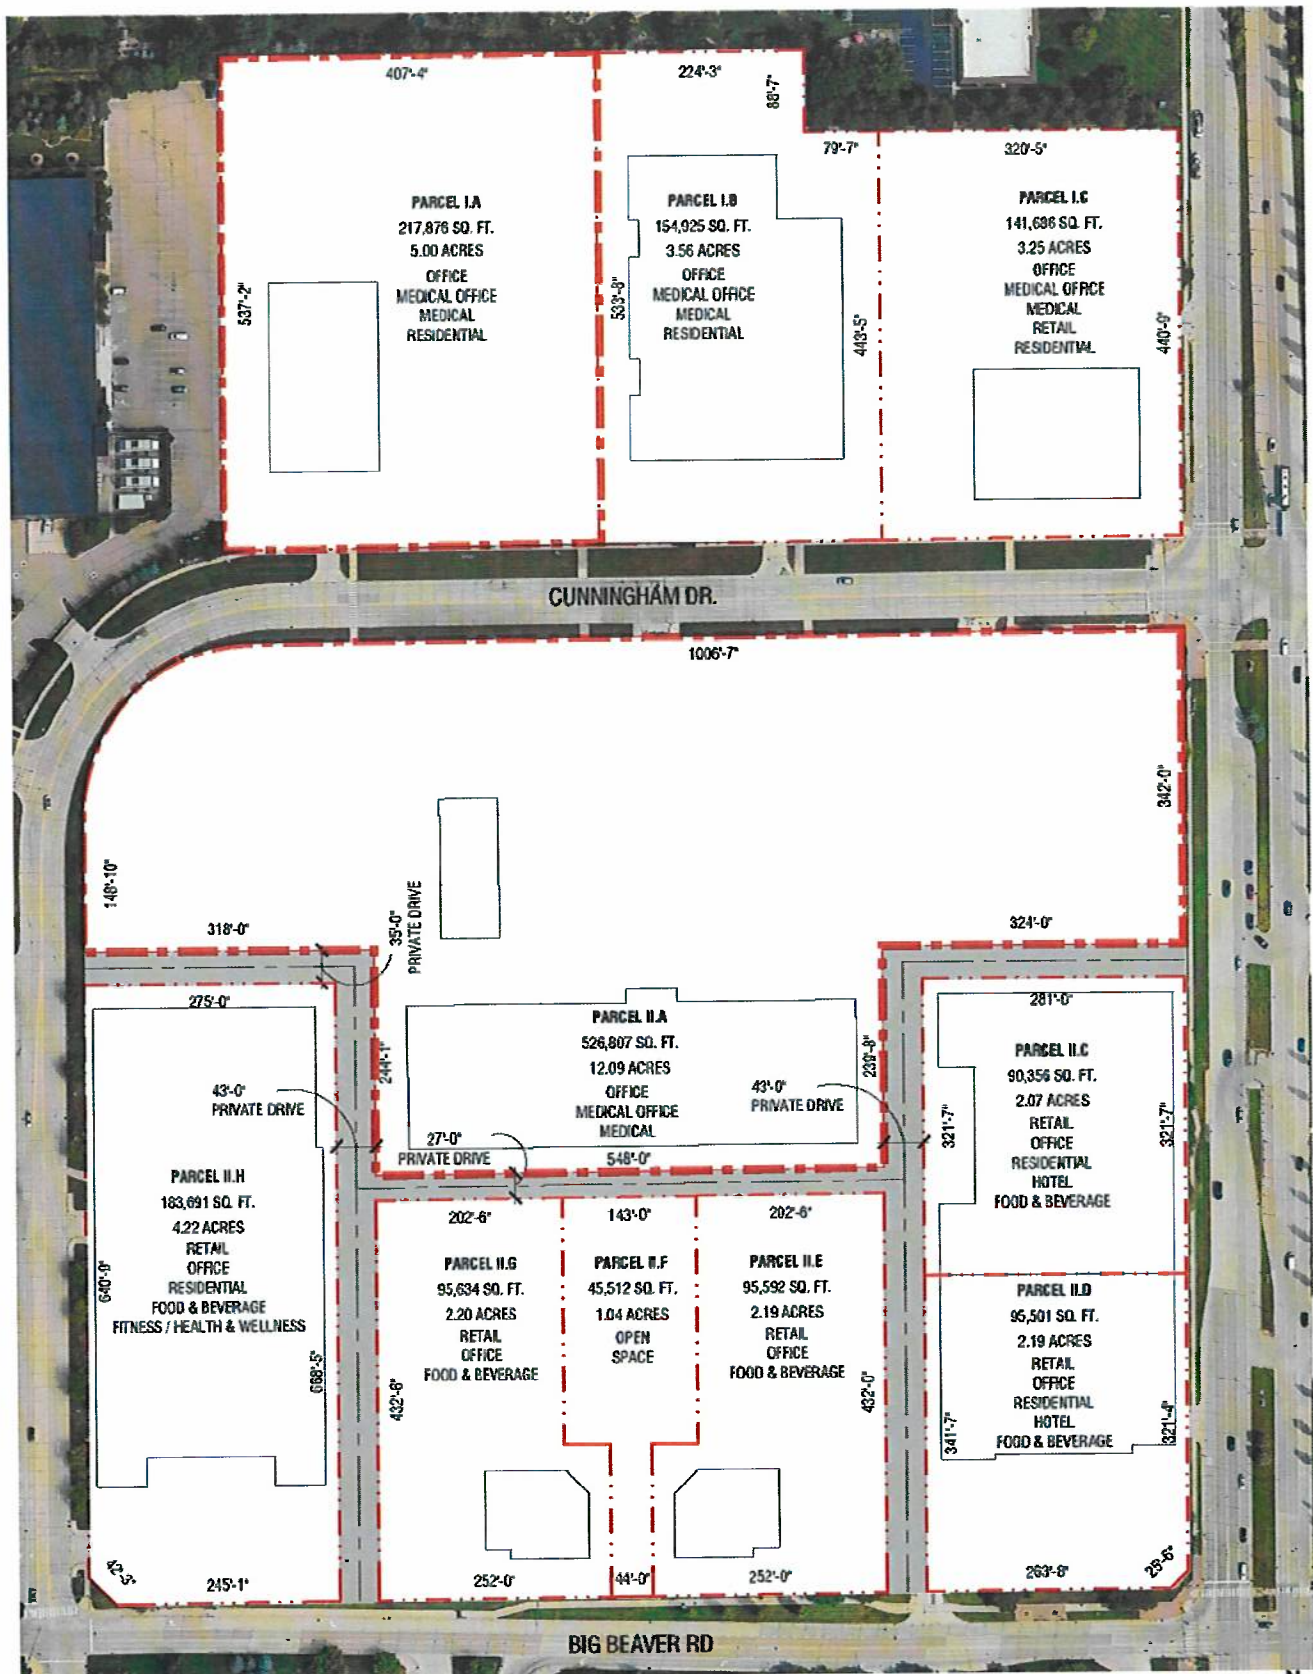 407'-4"
224'-3"
88'-7"
79'-7"
320'-5"
PARCEL I.A
217,876 SQ. FT.
5.00 ACRES
OFFICE
MEDICAL OFFICE
MEDICAL
RESIDENTIAL
537'-2"
PARCEL I.B
154,925 SQ. FT.
3.56 ACRES
OFFICE
MEDICAL OFFICE
MEDICAL
RESIDENTIAL
533'-8"
443'-5"
PARCEL I.C
141,686 SQ. FT.
3.25 ACRES
OFFICE
MEDICAL OFFICE
MEDICAL
RETAIL
RESIDENTIAL
440'-9"
CUNNINGHAM DR.
1006'-7"
342'-0"
148'-10"
318'-0"
35'-0"
PRIVATE DRIVE
324'-0"
275'-0"
244'-1"
PARCEL II.A
526,807 SQ. FT.
12.09 ACRES
OFFICE
MEDICAL OFFICE
MEDICAL
239'-8"
43'-0"
PRIVATE DRIVE
43'-0"
PRIVATE DRIVE
27'-0"
PRIVATE DRIVE
548'-0"
281'-0"
PARCEL II.C
90,356 SQ. FT.
2.07 ACRES
RETAIL
OFFICE
RESIDENTIAL
HOTEL
FOOD & BEVERAGE
321'-7"
321'-7"
PARCEL II.H
183,691 SQ. FT.
4.22 ACRES
RETAIL
OFFICE
RESIDENTIAL
FOOD & BEVERAGE
FITNESS / HEALTH & WELLNESS
640'-9"
668'-5"
202'-6"
143'-0"
202'-6"
PARCEL II.G
95,634 SQ. FT.
2.20 ACRES
RETAIL
OFFICE
FOOD & BEVERAGE
432'-6"
PARCEL II.F
45,512 SQ. FT.
1.04 ACRES
OPEN
SPACE
PARCEL II.E
95,592 SQ. FT.
2.19 ACRES
RETAIL
OFFICE
FOOD & BEVERAGE
432'-0"
PARCEL II.D
95,501 SQ. FT.
2.19 ACRES
RETAIL
OFFICE
RESIDENTIAL
HOTEL
FOOD & BEVERAGE
341'-7"
321'-4"
42'-3"
245'-1"
252'-0"
44'-0"
252'-0"
263'-8"
25'-6"
BIG BEAVER RD